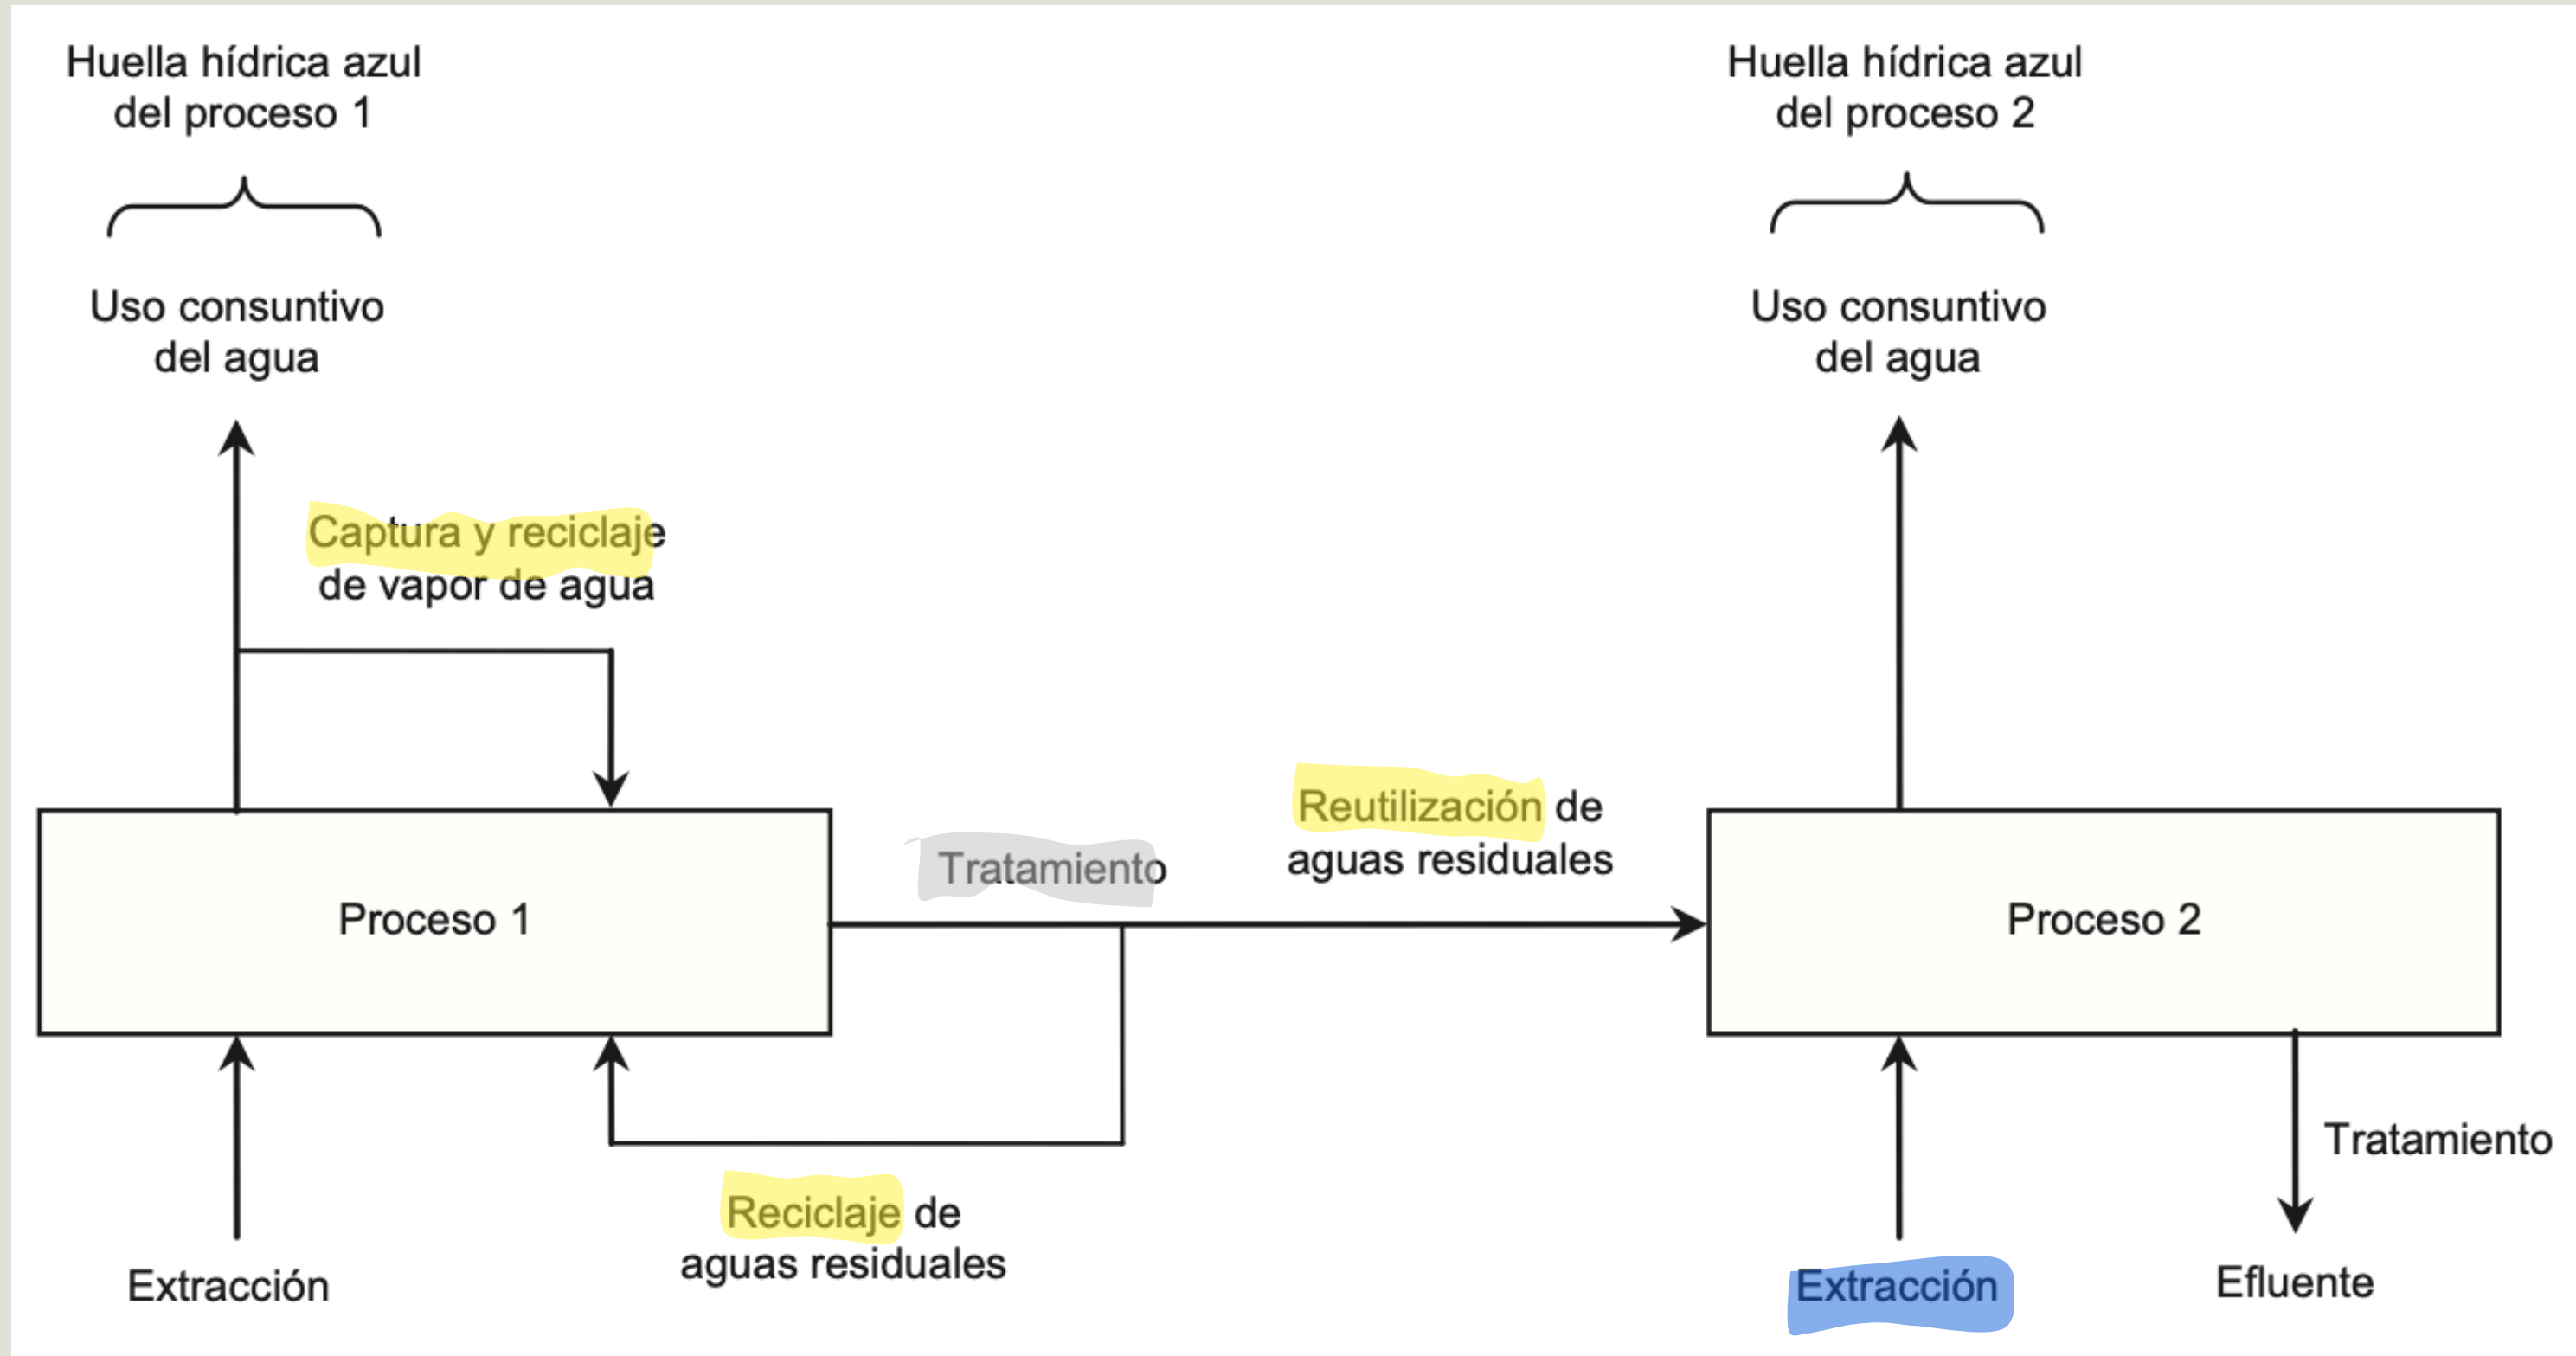 Huella hídrica azul
del proceso 1
Huella hídrica azul
del proceso 2
Uso consuntivo
del agua
Uso consuntivo
del agua
Captura y reciclaje
de vapor de agua
Proceso 1
Tratamiento
Reutilización de
aguas residuales
Proceso 2
Reciclaje de
aguas residuales
Extracción
Extracción
Tratamiento
Efluente